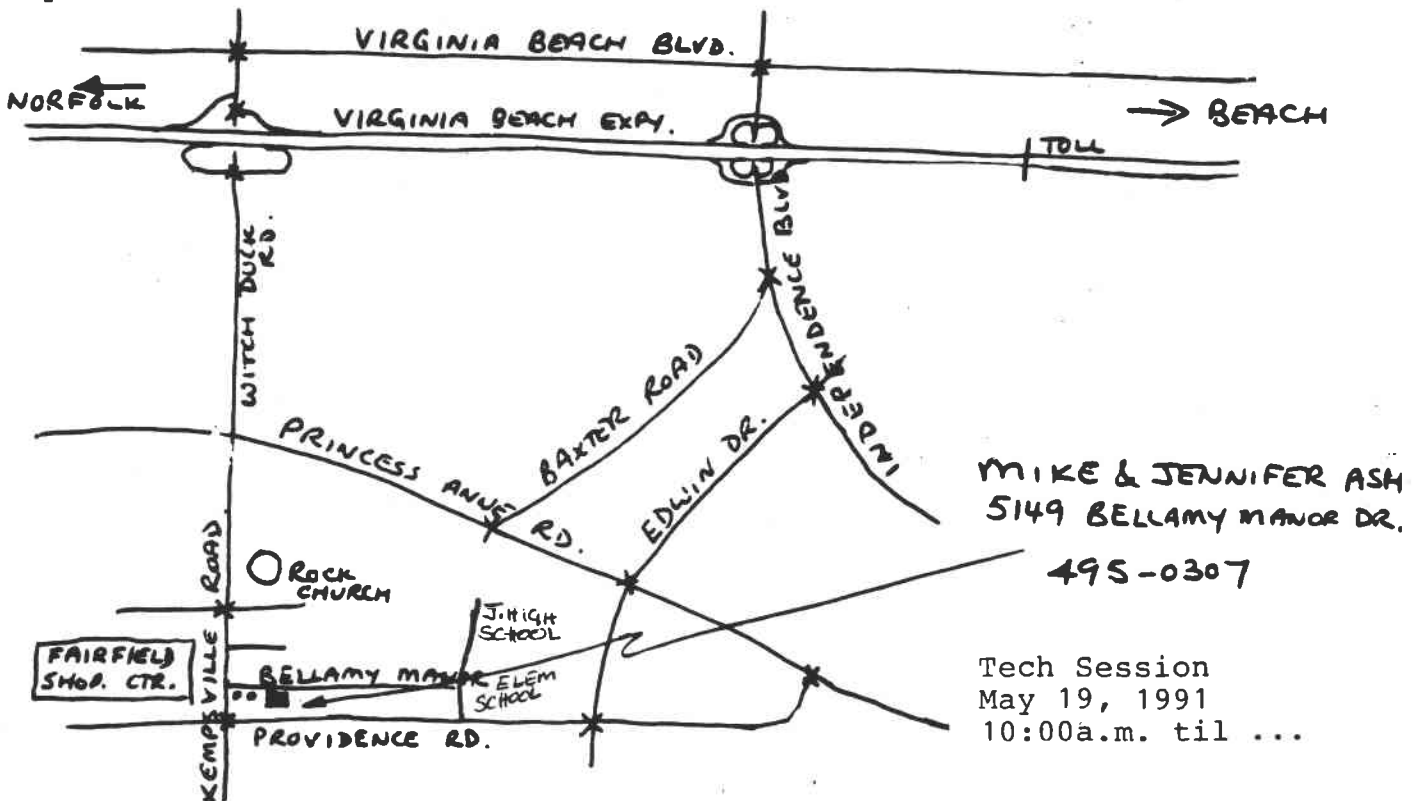 VIRGINIA BEACH BLVD.
NORFOLK
VIRGINIA BEACH EXPY.
BEACH
TOLL
WITCH DUCK
RD.
INDEPENDENCE BLVD
BAXTER ROAD
PRINCESS ANNE RD.
EDWIN DR.
MIKE & JENNIFER ASH
5149 BELLAMY MANOR DR.
495-0307
KEMPSVILLE ROAD
ROCK
CHURCH
J. HIGH
SCHOOL
FAIRFIELD
SHOP. CTR.
BELLAMY MANOR
ELEM
SCHOOL
PROVIDENCE RD.
Tech Session
May 19, 1991
10:00a.m. til ...